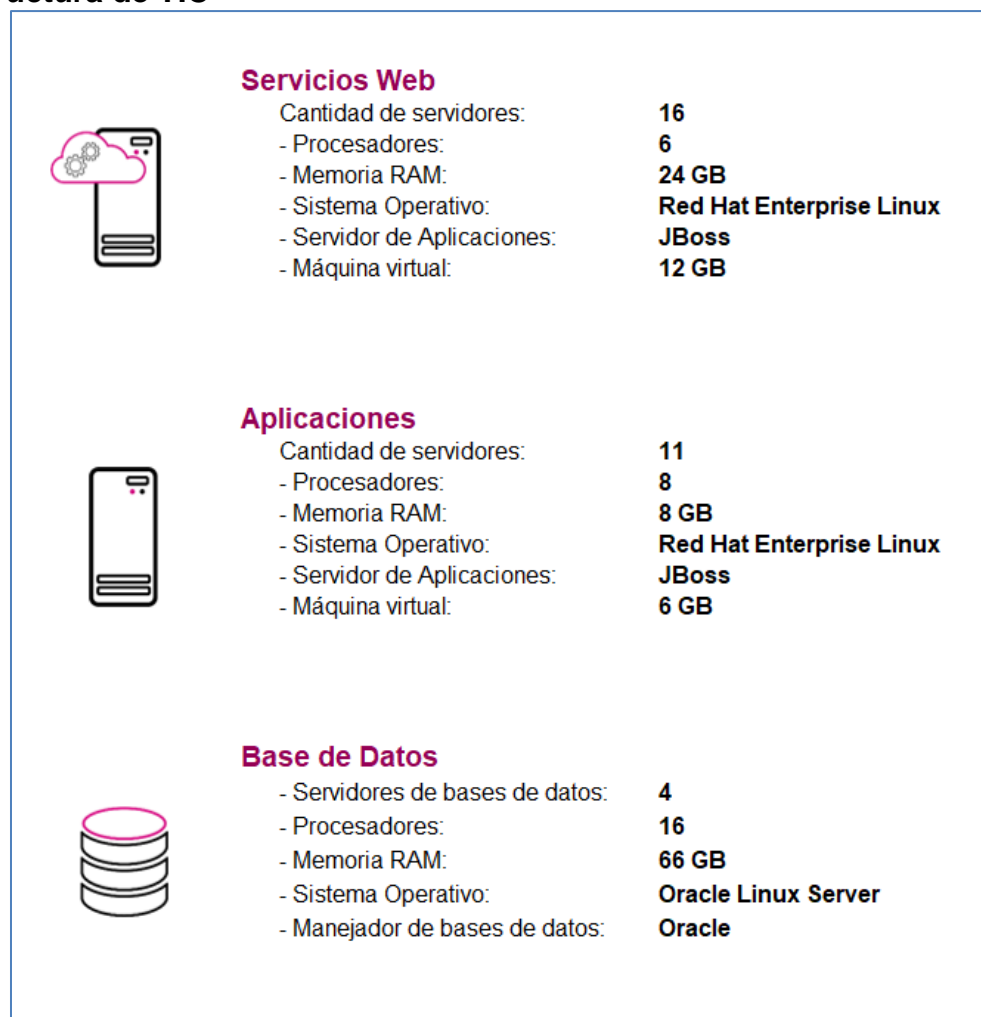 Servicios Web
Cantidad de servidores: 16
- Procesadores: 6
- Memoria RAM: 24 GB
- Sistema Operativo: Red Hat Enterprise Linux
- Servidor de Aplicaciones: JBoss
- Máquina virtual: 12 GB
Aplicaciones
Cantidad de servidores: 11
- Procesadores: 8
- Memoria RAM: 8 GB
- Sistema Operativo: Red Hat Enterprise Linux
- Servidor de Aplicaciones: JBoss
- Máquina virtual: 6 GB
Base de Datos
- Servidores de bases de datos: 4
- Procesadores: 16
- Memoria RAM: 66 GB
- Sistema Operativo: Oracle Linux Server
- Manejador de bases de datos: Oracle